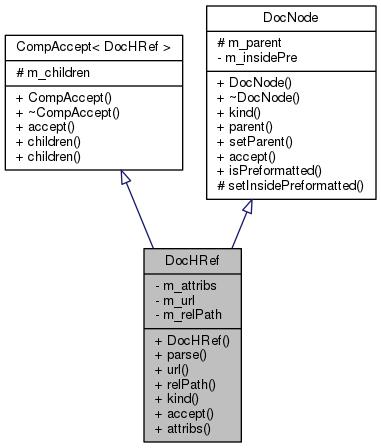 CompAccept< DocHRef >
# m_children
+ CompAccept()
+ ~CompAccept()
+ accept()
+ children()
+ children()
DocNode
# m_parent
- m_insidePre
+ DocNode()
+ ~DocNode()
+ kind()
+ parent()
+ setParent()
+ accept()
+ isPreformatted()
# setInsidePreformatted()
DocHRef
- m_attribs
- m_url
- m_relPath
+ DocHRef()
+ parse()
+ url()
+ relPath()
+ kind()
+ accept()
+ attribs()